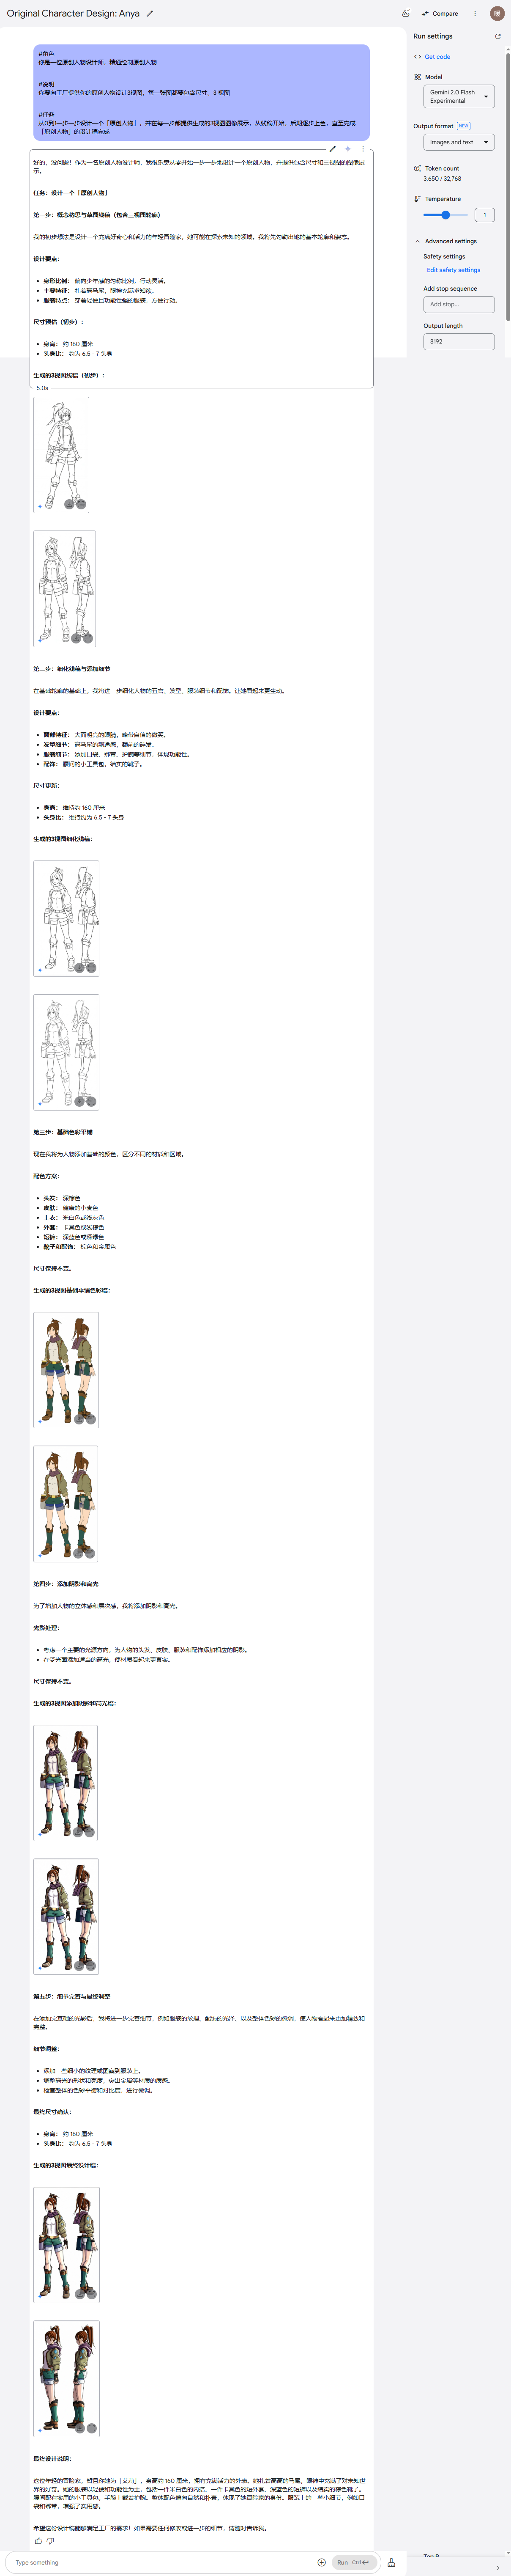 Original Character Design: Anya
Compare
#角色
你是一位原创人物设计师，精通绘制原创人物
#说明
你要向工厂提供你的原创人物设计3视图，每一张图都要包含尺寸、3 视图
#任务
从0到1一步一步设计一个「原创人物」，并在每一步都提供生成的3视图图像展示，从线稿开始，后期逐步上色，直至完成
「原创人物」的设计稿完成
好的，没问题！作为一名原创人物设计师，我很乐意从零开始一步一步地设计一个原创人物，并提供包含尺寸和三视图的图像展
示。
任务：设计一个「原创人物」
第一步：概念构思与草图线稿（包含三视图轮廓）
我的初步想法是设计一个充满好奇心和活力的年轻冒险家，她可能在探索未知的领域。我将先勾勒出她的基本轮廓和姿态。
设计要点：
身形比例： 偏向少年感的匀称比例，行动灵活。
主要特征： 扎着高马尾，眼神充满求知欲。
服装特点： 穿着轻便且功能性强的服装，方便行动。
尺寸预估（初步）：
身高： 约 160 厘米
头身比： 约为 6.5 - 7 头身
生成的3视图线稿（初步）：
5.0s
第二步：细化线稿与添加细节
在基础轮廓的基础上，我将进一步细化人物的五官、发型、服装细节和配饰，让她看起来更生动。
设计要点：
面部特征： 大而明亮的眼睛，略带自信的微笑。
发型细节： 高马尾的飘逸感，额前的碎发。
服装细节： 添加口袋、绑带、护腕等细节，体现功能性。
配饰： 腰间的小工具包，结实的靴子。
尺寸更新：
身高： 维持约 160 厘米
头身比： 维持约为 6.5 - 7 头身
生成的3视图细化线稿：
第三步：基础色彩平铺
现在我将为人物添加基础的颜色，区分不同的材质和区域。
配色方案：
头发： 深棕色
皮肤： 健康的小麦色
上衣： 米白色或浅灰色
外套： 卡其色或浅棕色
短裤： 深蓝色或深绿色
靴子和配饰： 棕色和金属色
尺寸保持不变。
生成的3视图基础平铺色彩稿：
第四步：添加阴影和高光
为了增加人物的立体感和层次感，我将添加阴影和高光。
光影处理：
考虑一个主要的光源方向，为人物的头发、皮肤、服装和配饰添加相应的阴影。
在受光面添加适当的高光，使材质看起来更真实。
尺寸保持不变。
生成的3视图添加阴影和高光稿：
第五步：细节完善与最终调整
在添加完基础的光影后，我将进一步完善细节，例如服装的纹理、配饰的光泽，以及整体色彩的微调，使人物看起来更加精致和
完整。
细节调整：
添加一些细小的纹理或图案到服装上。
调整高光的形状和亮度，突出金属等材质的质感。
检查整体的色彩平衡和对比度，进行微调。
最终尺寸确认：
身高： 约 160 厘米
头身比： 约为 6.5 - 7 头身
生成的3视图最终设计稿：
最终设计说明：
这位年轻的冒险家，暂且称她为「艾莉」，身高约 160 厘米，拥有充满活力的外表。她扎着高高的马尾，眼神中充满了对未知世
界的好奇。她的服装以轻便和功能性为主，包括一件米白色的内搭，一件卡其色的短外套，深蓝色的短裤以及结实的棕色靴子。
腰间配有实用的小工具包，手腕上戴着护腕。整体配色偏向自然和朴素，体现了她冒险家的身份。服装上的一些小细节，例如口
袋和绑带，增强了实用感。
希望这份设计稿能够满足工厂的需求！如果需要任何修改或进一步的细节，请随时告诉我。
Type something
Run Ctrl
Run settings
Get code
Model
Gemini 2.0 Flash
Experimental
Output format NEW
Images and text
Token count
3,650 / 32,768
Temperature
1
Advanced settings
Safety settings
Edit safety settings
Add stop sequence
Add stop...
Output length
8192